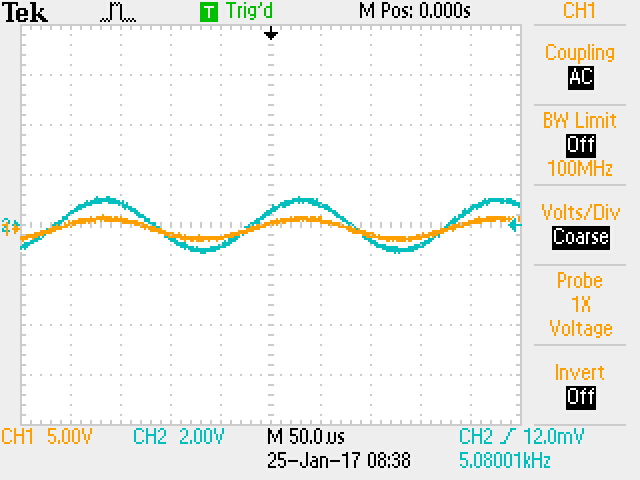 Tek
T Trig'd
M Pos: 0.000s
CH1
Coupling
AC
BW Limit
Off
100MHz
Volts/Div
Coarse
Probe
1X
Voltage
Invert
Off
CH1 5.00V
CH2 2.00V
M 50.0us
CH2 12.0mV
25-Jan-17 08:38
5.08001kHz